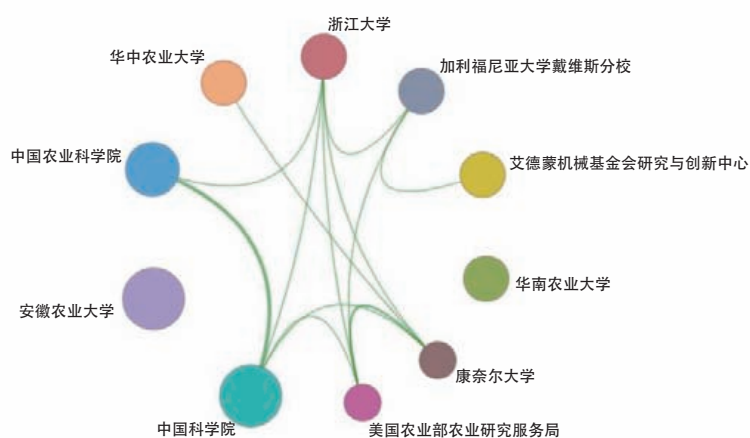 浙江大学
华中农业大学
加利福尼亚大学戴维斯分校
中国农业科学院
艾德蒙机械基金会研究与创新中心
华南农业大学
安徽农业大学
康奈尔大学
中国科学院
美国农业部农业研究服务局